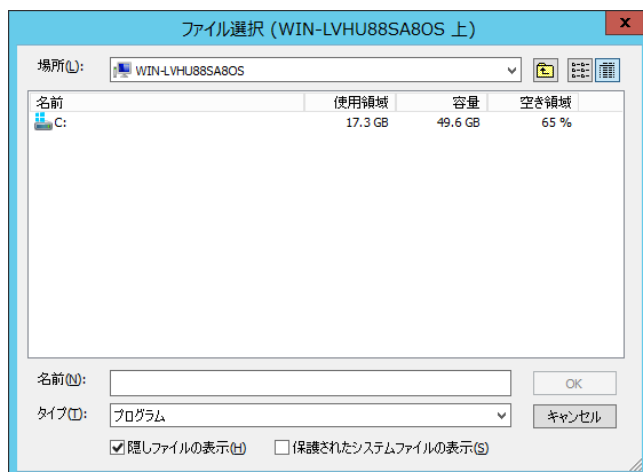 ファイル選択 (WIN-LVHU88SA8OS 上)
x
場所(L): WIN-LVHU88SA8OS
名前 使用領域 容量 空き領域
C: 17.3 GB 49.6 GB 65 %
名前(N): OK
タイプ(T): プログラム キャンセル
隠しファイルの表示(H) 保護されたシステムファイルの表示(S)